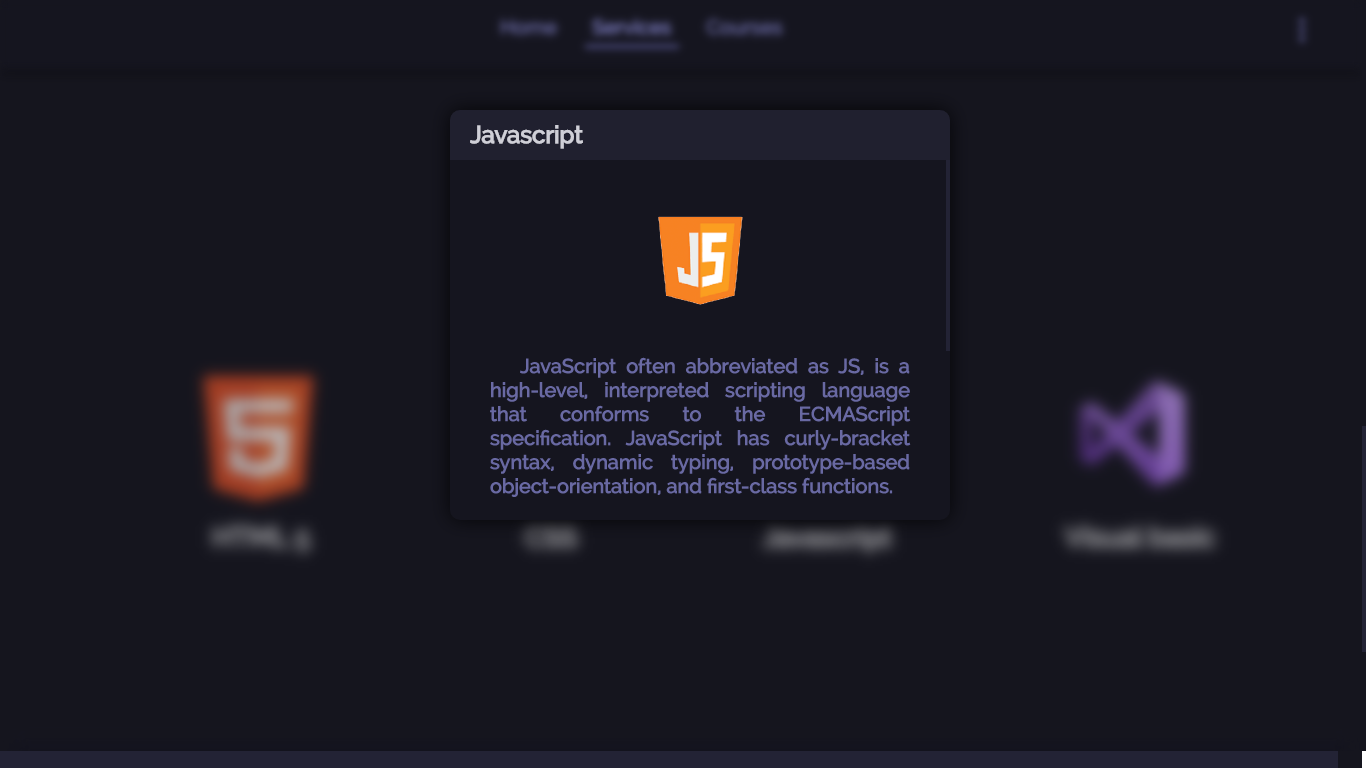 Home Services Courses
Javascript
JS
JavaScript often abbreviated as JS, is a
high-level, interpreted scripting language
that conforms to the ECMAScript
specification. JavaScript has curly-bracket
syntax, dynamic typing, prototype-based
object-orientation, and first-class functions.
5
HTML 5 CSS Javascript Visual basic